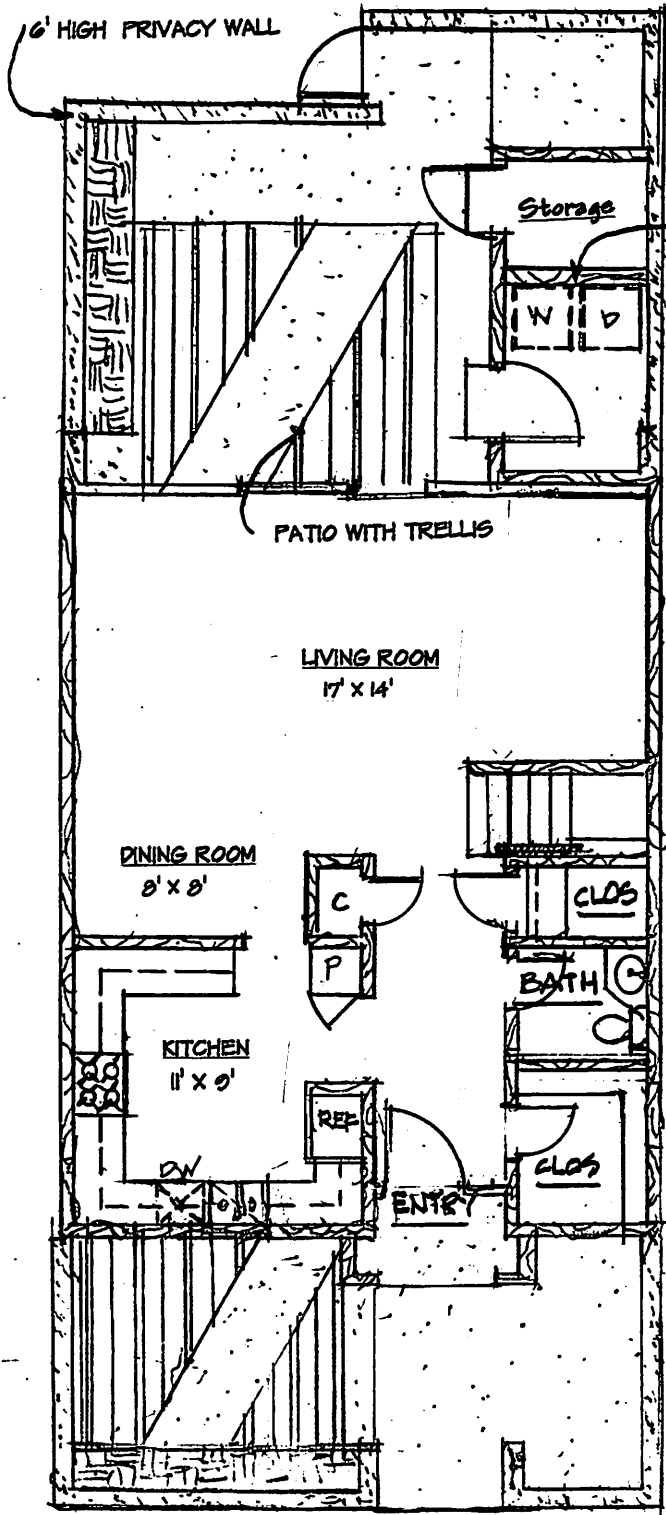 6' HIGH PRIVACY WALL
Storage
W D
PATIO WITH TRELLIS
LIVING ROOM
17' X 14'
DINING ROOM
8' X 8'
C
CLOS
P
BATH
KITCHEN
11' X 9'
REF
CLOS
DW
ENTRY